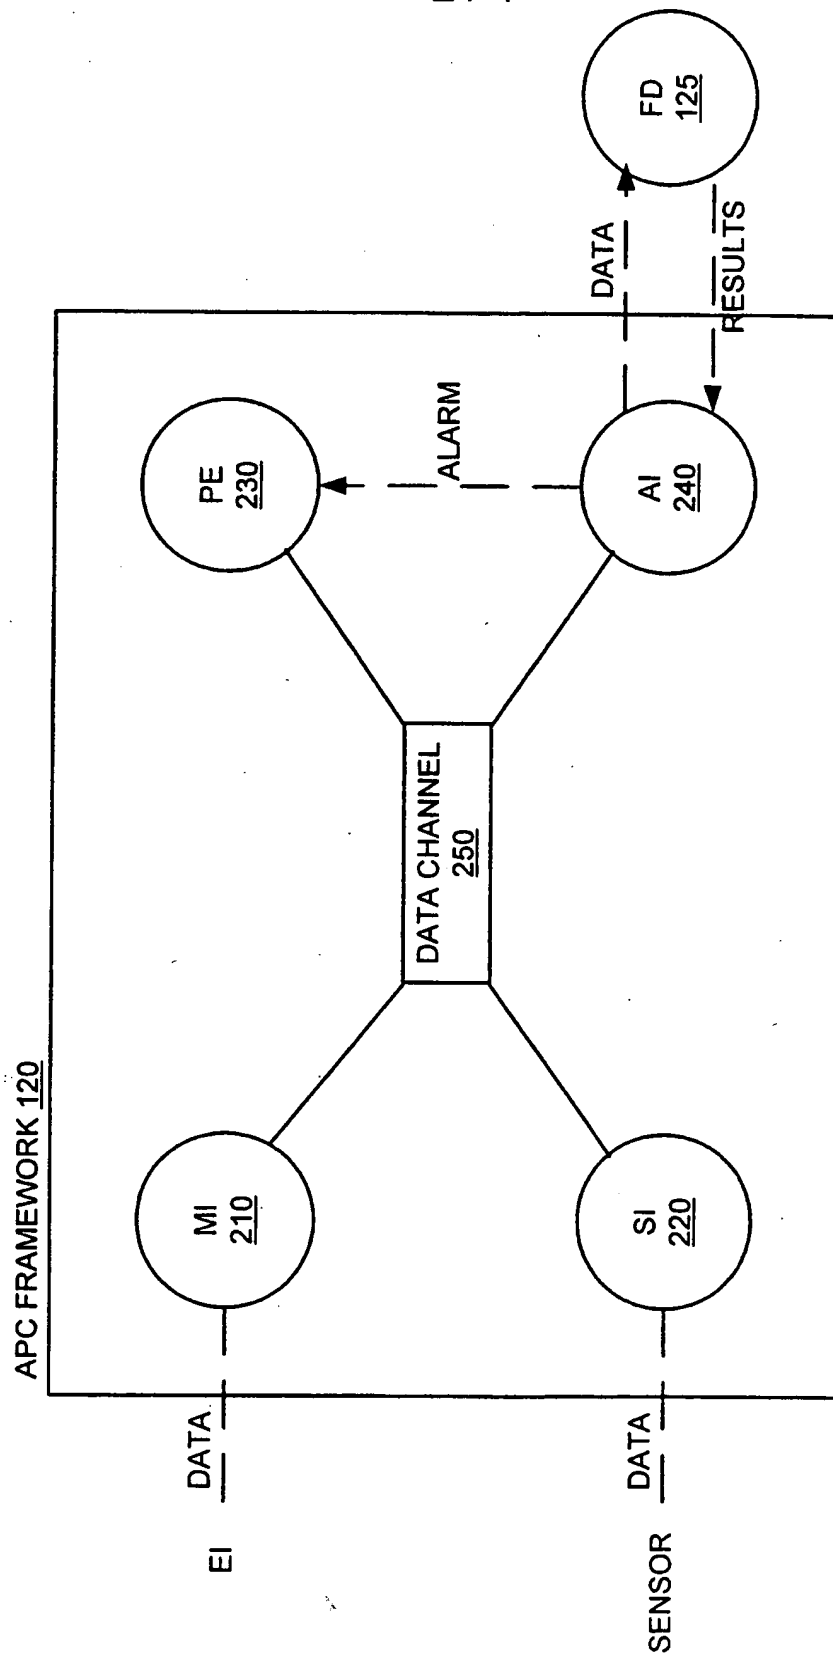 APC FRAMEWORK 120
EI
DATA
MI
210
PE
230
DATA CHANNEL
250
ALARM
SENSOR
DATA
SI
220
AI
240
DATA
RESULTS
FD
125